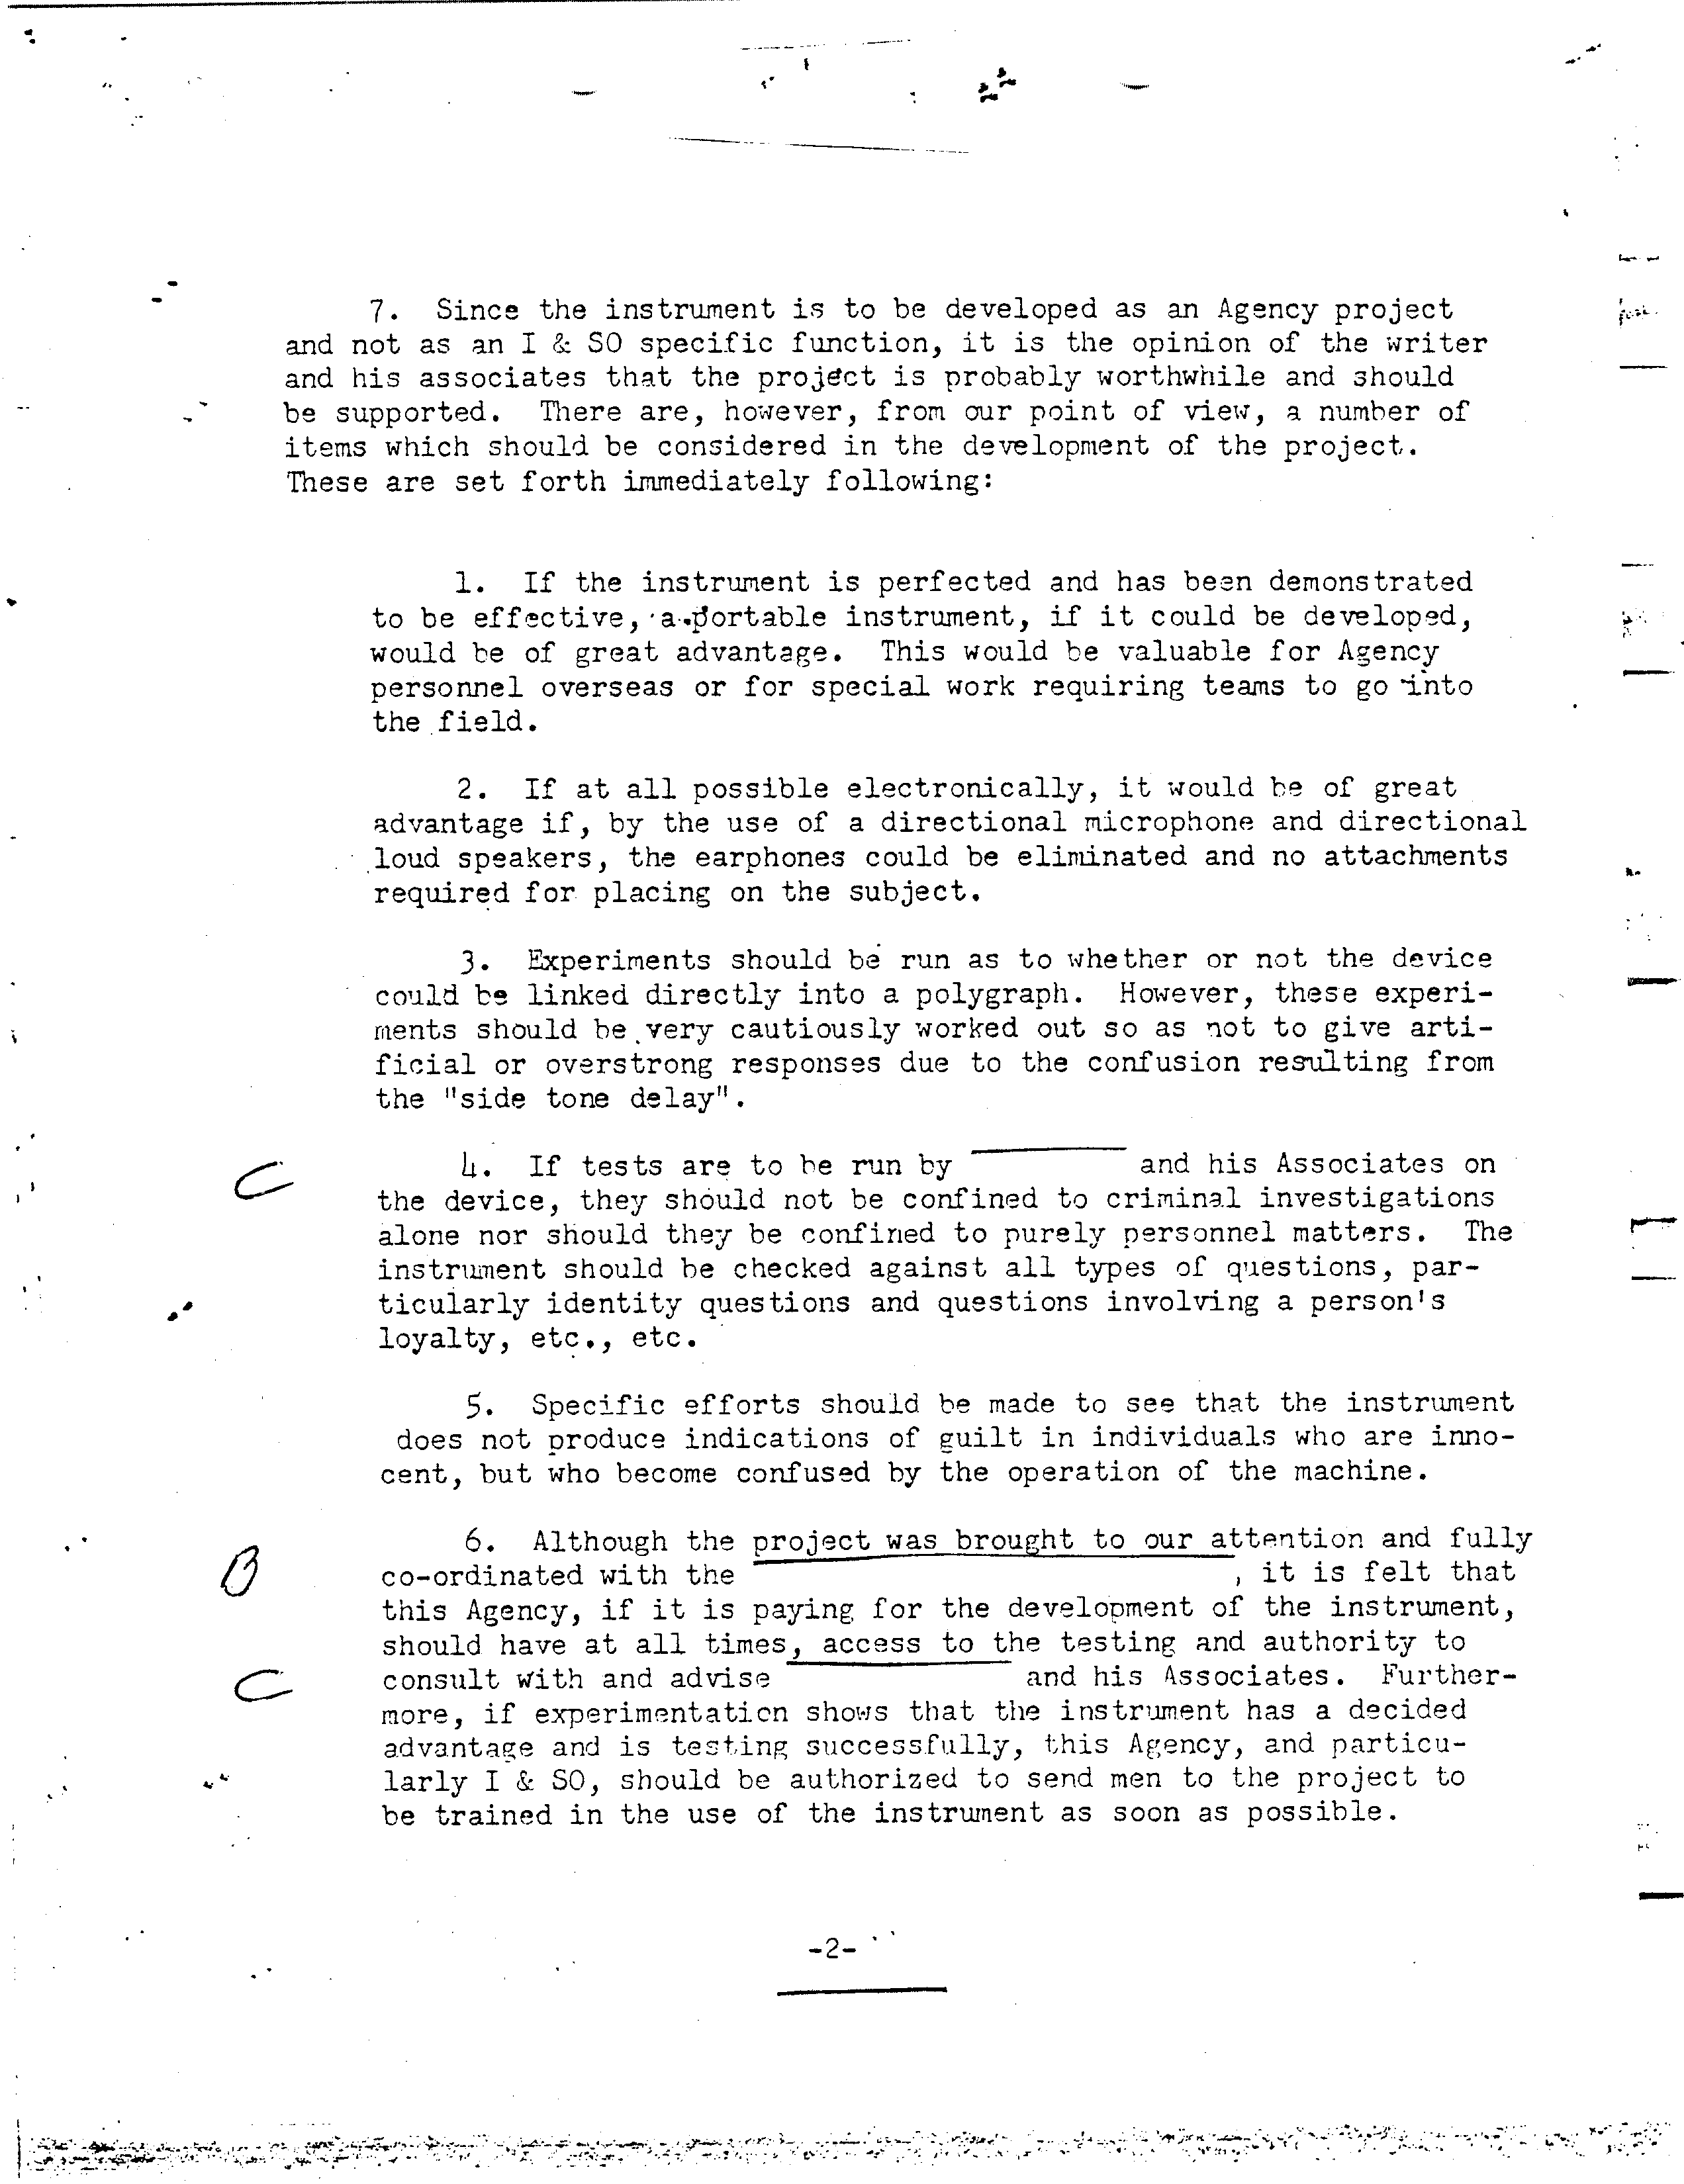 7. Since the instrument is to be developed as an Agency project
and not as an I & SO specific function, it is the opinion of the writer
and his associates that the project is probably worthwhile and should
be supported. There are, however, from our point of view, a number of
items which should be considered in the development of the project.
These are set forth immediately following:
1. If the instrument is perfected and has been demonstrated
to be effective, a portable instrument, if it could be developed,
would be of great advantage. This would be valuable for Agency
personnel overseas or for special work requiring teams to go into
the field.
2. If at all possible electronically, it would be of great
advantage if, by the use of a directional microphone and directional
loud speakers, the earphones could be eliminated and no attachments
required for placing on the subject.
3. Experiments should be run as to whether or not the device
could be linked directly into a polygraph. However, these experi-
ments should be very cautiously worked out so as not to give arti-
ficial or overstrong responses due to the confusion resulting from
the "side tone delay".
C 4. If tests are to be run by and his Associates on
the device, they should not be confined to criminal investigations
alone nor should they be confined to purely personnel matters. The
instrument should be checked against all types of questions, par-
ticularly identity questions and questions involving a person's
loyalty, etc., etc.
5. Specific efforts should be made to see that the instrument
does not produce indications of guilt in individuals who are inno-
cent, but who become confused by the operation of the machine.
6. Although the project was brought to our attention and fully
B co-ordinated with the , it is felt that
this Agency, if it is paying for the development of the instrument,
should have at all times, access to the testing and authority to
C consult with and advise and his Associates. Further-
more, if experimentation shows that the instrument has a decided
advantage and is testing successfully, this Agency, and particu-
larly I & SO, should be authorized to send men to the project to
be trained in the use of the instrument as soon as possible.
-2-